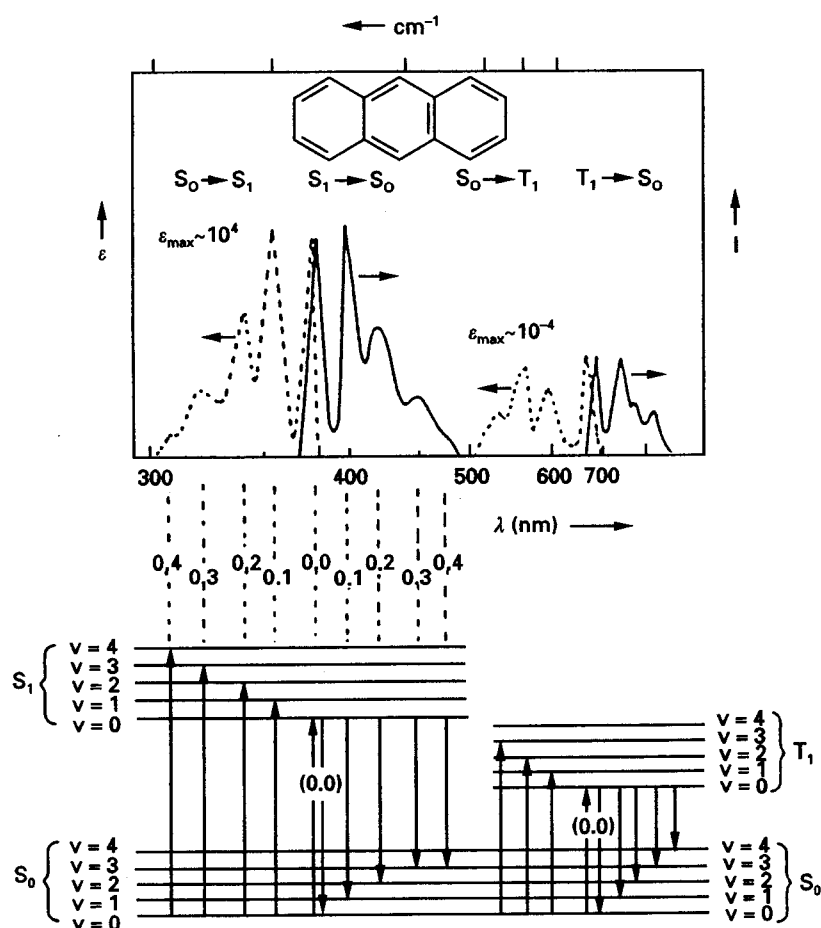 ← cm⁻¹
S₀→S₁ S₁→S₀ S₀→T₁ T₁→S₀
ε
εmax~10⁴
I
εmax~10⁻⁴
300 400 500 600 700
λ (nm) →
0,4 0,3 0,2 0.1 0,0 0,1 0,2 0,3 0,4
S₁
v = 4
v = 3
v = 2
v = 1
v = 0
(0.0)
v = 4
v = 3
v = 2
v = 1
v = 0
T₁
(0.0)
S₀
v = 4
v = 3
v = 2
v = 1
v = 0
v = 4
v = 3
v = 2
v = 1
v = 0
S₀